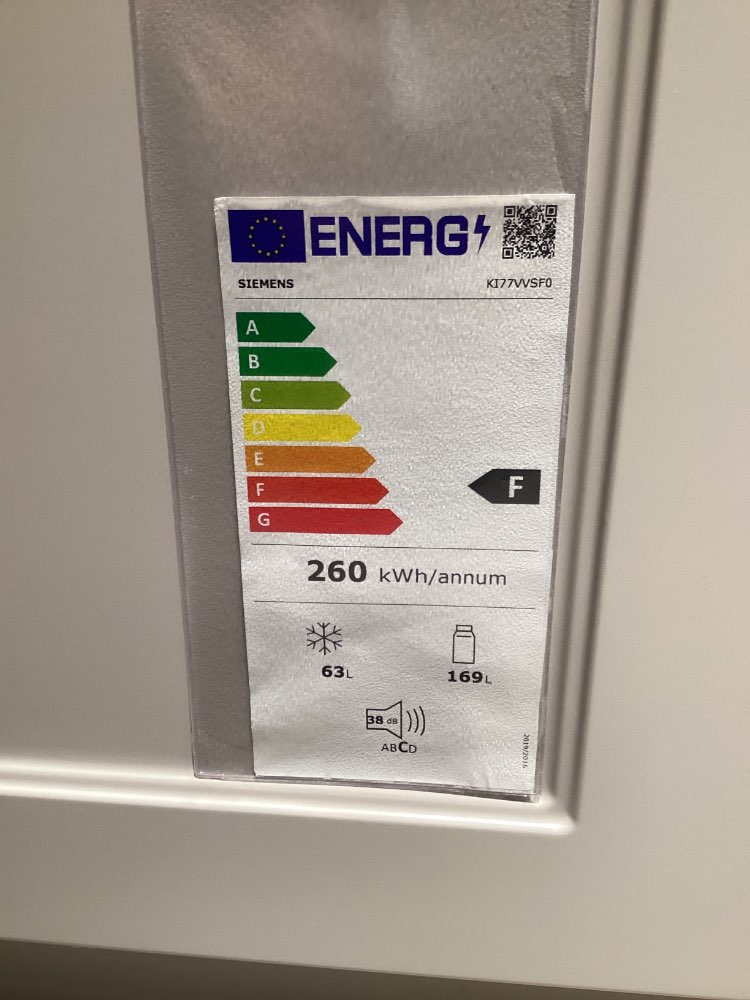 ENERG
SIEMENS KI77VVSF0
A
B
C
D
E
F F
G
260 kWh/annum
63L 169L
38 dB
ABCD
2019/2016